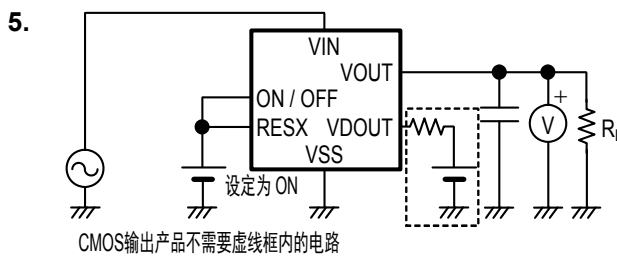 5.
VIN
VOUT
ON / OFF
RESX VDOUT
VSS
+
V
R
设定为 ON
CMOS输出产品不需要虚线框内的电路